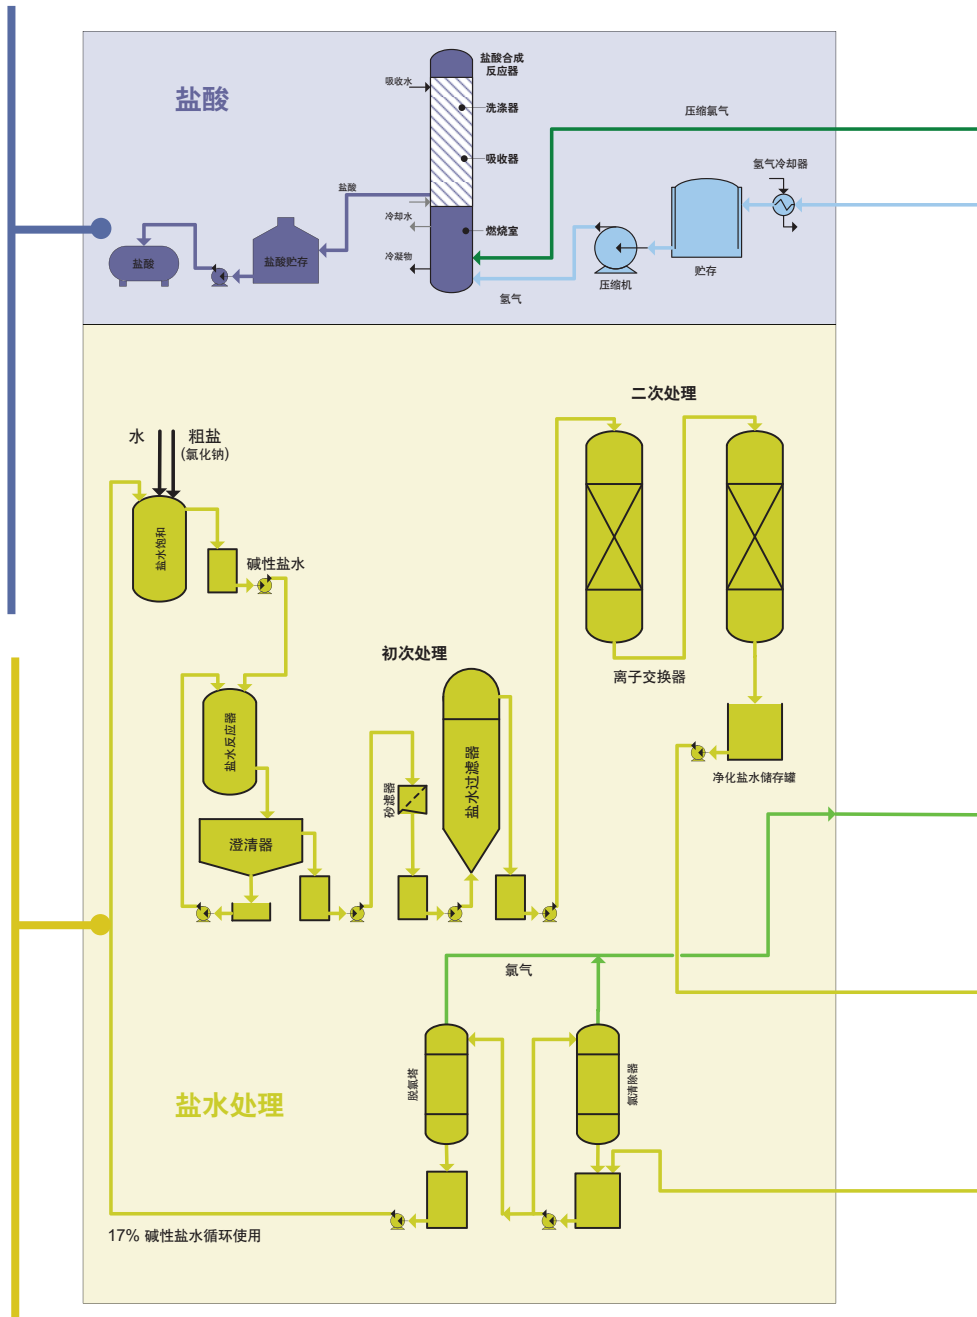 盐酸
盐酸合成
反应器
吸收水
洗涤器
吸收器
盐酸
冷却水
燃烧室
冷凝物
盐酸
盐酸贮存
压缩氯气
氢气冷却器
贮存
压缩机
氢气
二次处理
水
粗盐
(氯化钠)
盐水饱和
碱性盐水
初次处理
离子交换器
盐水反应器
砂滤器
盐水过滤器
净化盐水储存罐
澄清器
氯气
脱氯塔
氯清除器
盐水处理
17% 碱性盐水循环使用